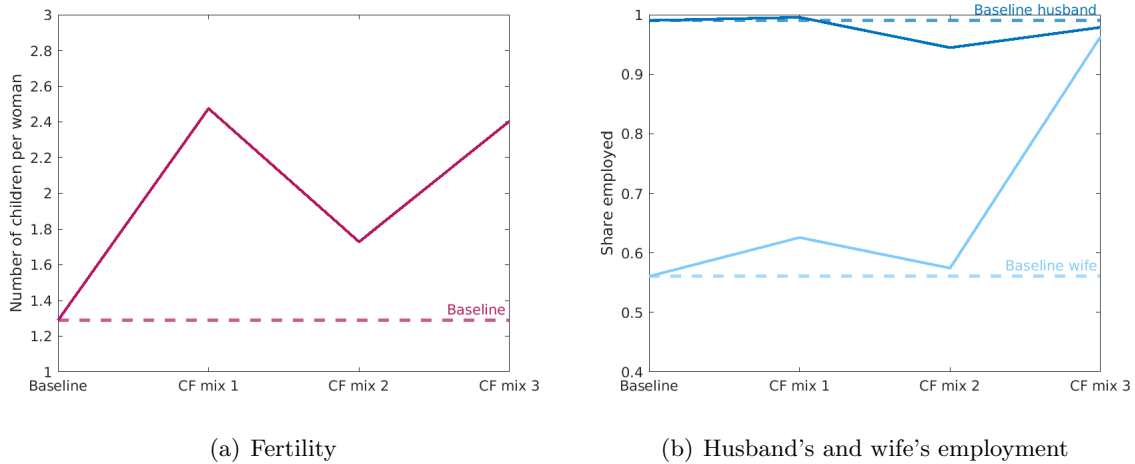 3
2.8
2.6
2.4
2.2
2
1.8
1.6
1.4
1.2
1
Number of children per woman
Baseline
Baseline
CF mix 1
CF mix 2
CF mix 3
(a) Fertility
1
0.9
0.8
0.7
0.6
0.5
0.4
Share employed
Baseline husband
Baseline wife
Baseline
CF mix 1
CF mix 2
CF mix 3
(b) Husband's and wife's employment